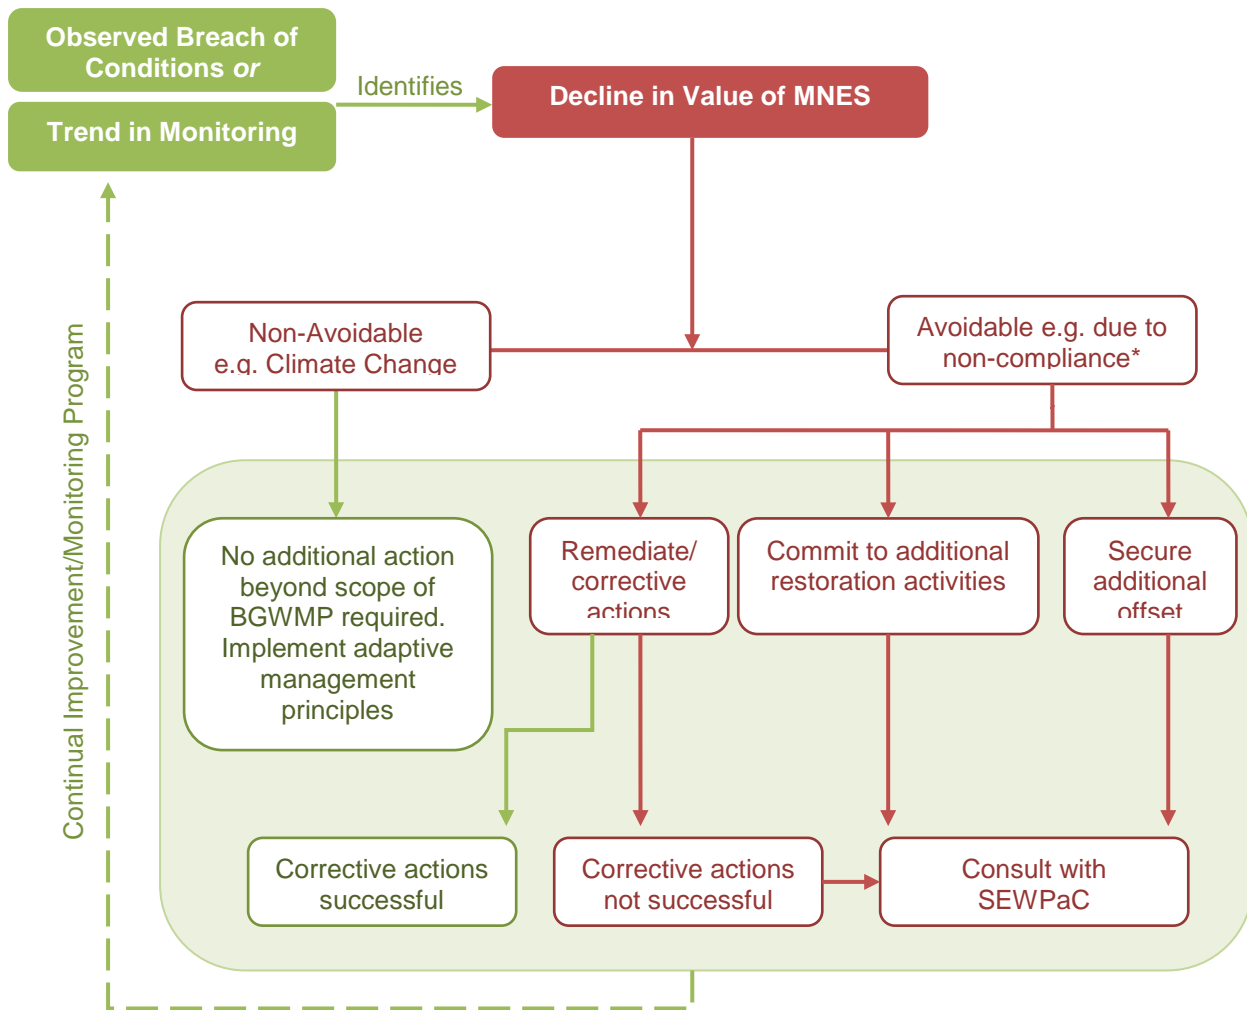 Observed Breach of
Conditions or
Trend in Monitoring
Identifies
Decline in Value of MNES
Non-Avoidable
e.g. Climate Change
Avoidable e.g. due to
non-compliance*
Continual Improvement/Monitoring Program
No additional action
beyond scope of
BGWMP required.
Implement adaptive
management
principles
Remediate/
corrective
actions
Commit to additional
restoration activities
Secure
additional
offset
Corrective actions
successful
Corrective actions
not successful
Consult with
SEWPaC